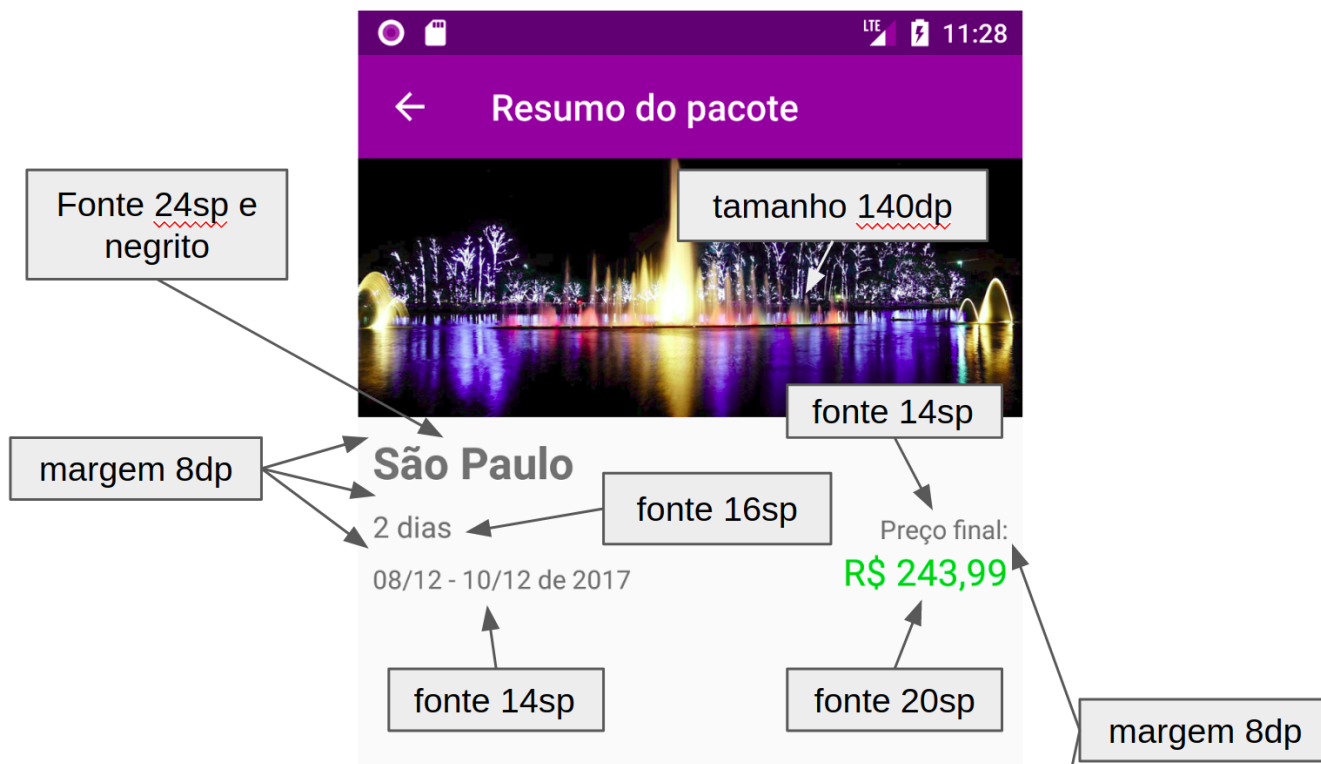 LTE 11:28
Resumo do pacote
Fonte 24sp e
negrito
tamanho 140dp
fonte 14sp
margem 8dp
São Paulo
fonte 16sp
2 dias
Preço final:
08/12 - 10/12 de 2017
R$ 243,99
fonte 14sp
fonte 20sp
margem 8dp